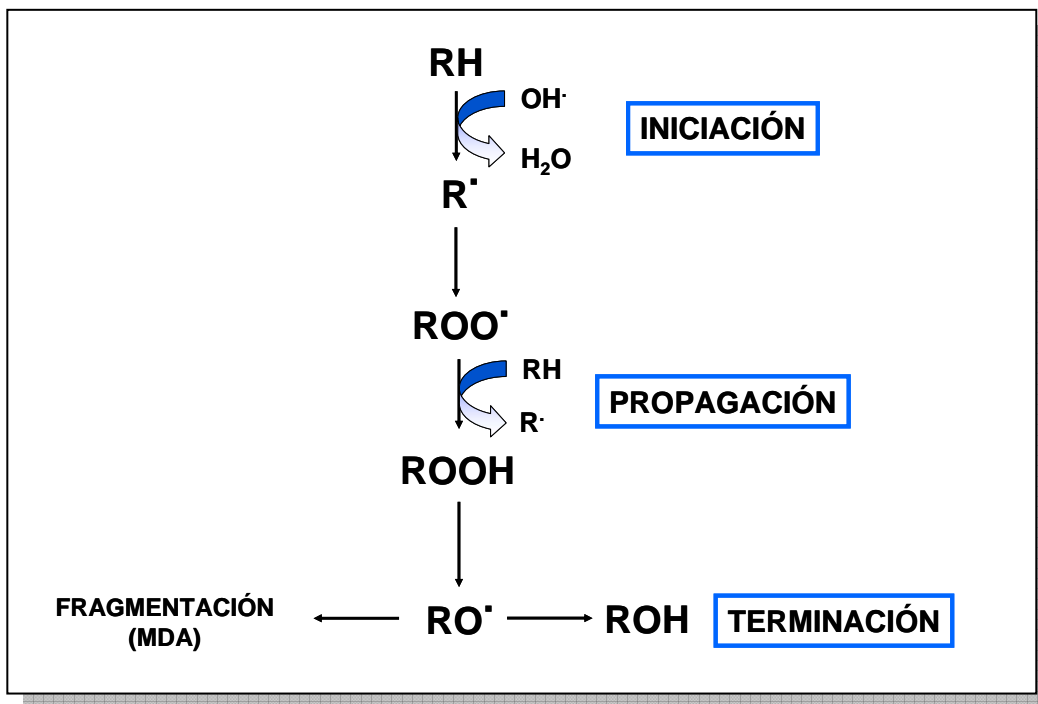 RH
OH·
INICIACIÓN
H₂O
R·
ROO·
RH
PROPAGACIÓN
R·
ROOH
FRAGMENTACIÓN
(MDA)
RO·
ROH
TERMINACIÓN